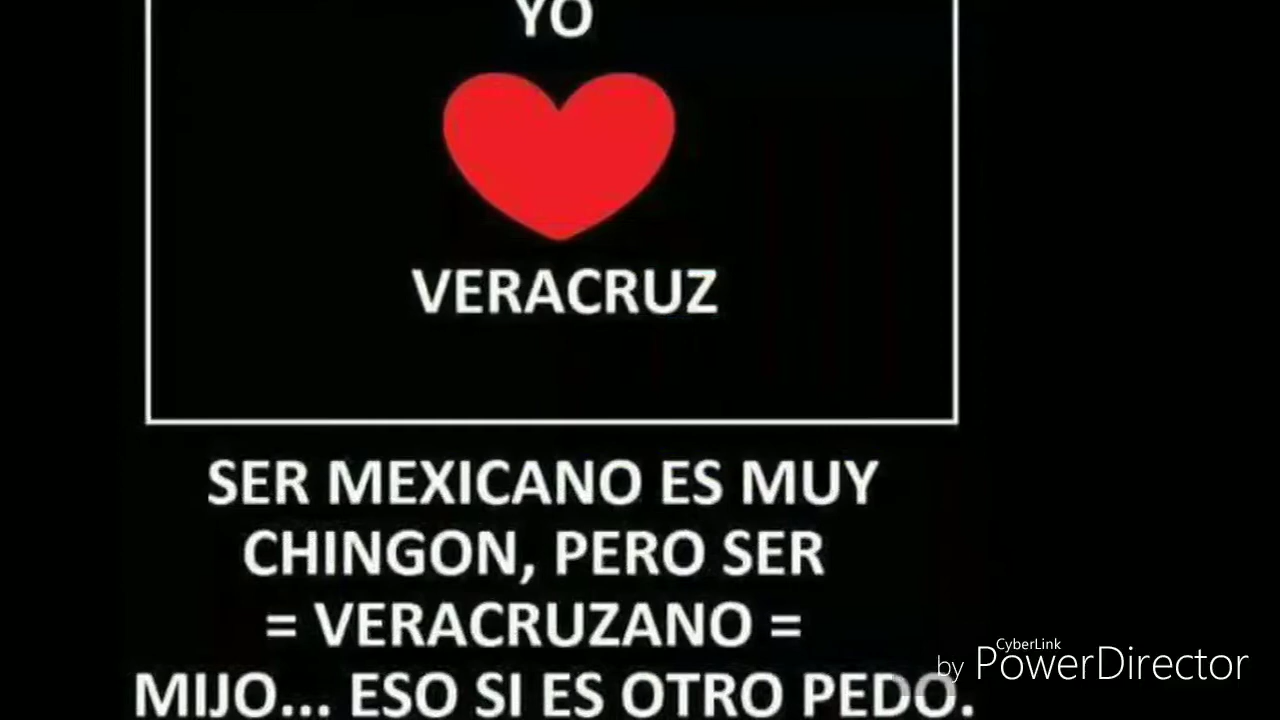 YO
VERACRUZ
SER MEXICANO ES MUY
CHINGON, PERO SER
= VERACRUZANO =
MIJO... ESO SI ES OTRO PEDO.
CyberLink
by PowerDirector